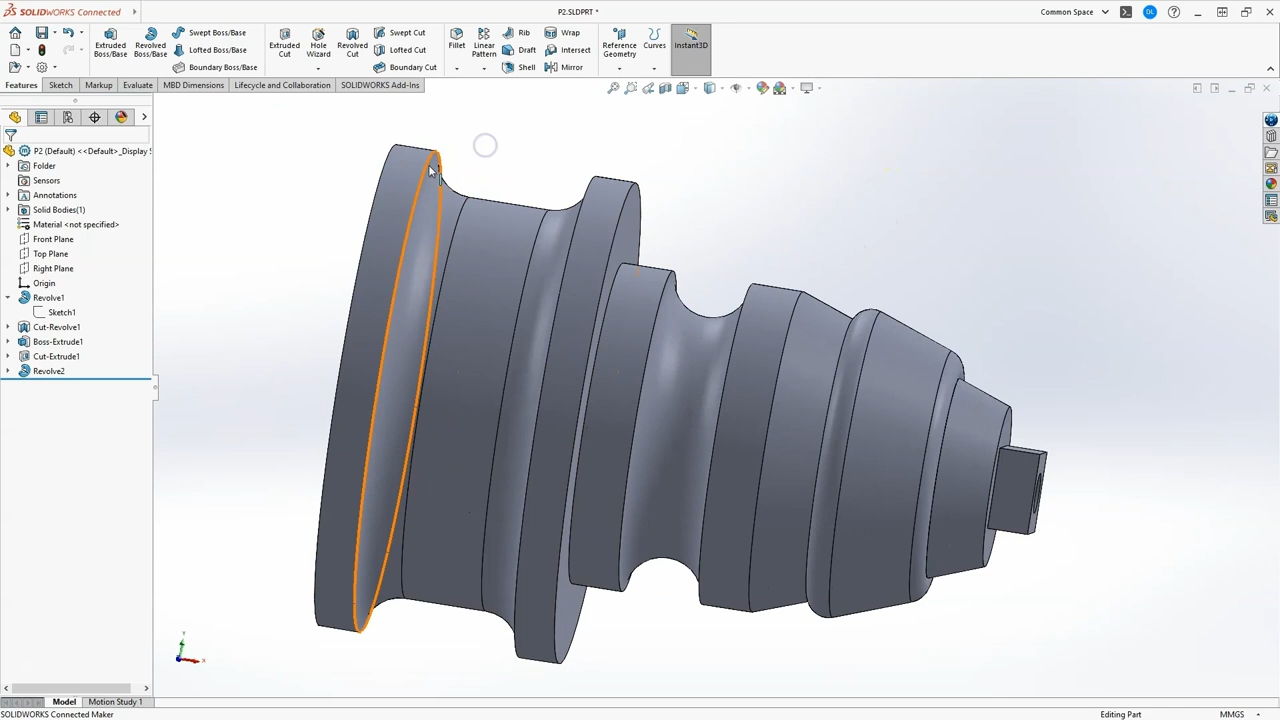 SOLIDWORKS Connected
P2.SLDPRT *
Common Space
DL
Extruded Boss/Base
Revolved Boss/Base
Swept Boss/Base
Lofted Boss/Base
Boundary Boss/Base
Extruded Cut
Hole Wizard
Revolved Cut
Swept Cut
Lofted Cut
Boundary Cut
Fillet
Linear Pattern
Rib
Draft
Shell
Wrap
Intersect
Mirror
Reference Geometry
Curves
Instant3D
Features
Sketch
Markup
Evaluate
MBD Dimensions
Lifecycle and Collaboration
SOLIDWORKS Add-Ins
P2 (Default) <<Default>_Display S
Folder
Sensors
Annotations
Solid Bodies(1)
Material <not specified>
Front Plane
Top Plane
Right Plane
Origin
Revolve1
Sketch1
Cut-Revolve1
Boss-Extrude1
Cut-Extrude1
Revolve2
Y
X
Model
Motion Study 1
SOLIDWORKS Connected Maker
Editing Part
MMGS